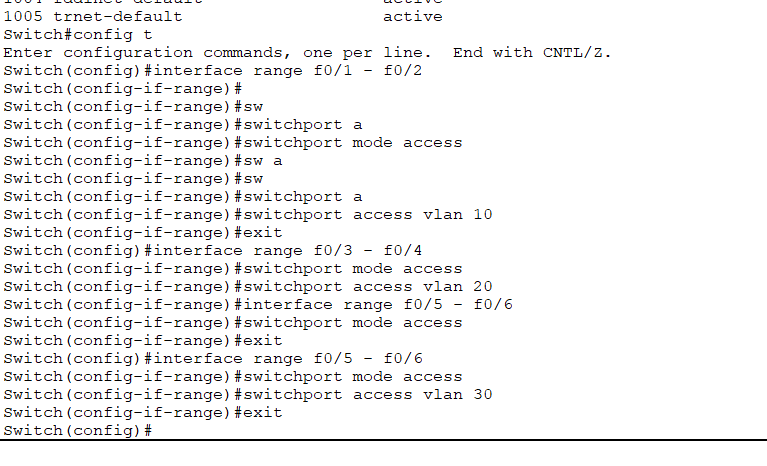 1005 trnet-default active
Switch#config t
Enter configuration commands, one per line. End with CNTL/Z.
Switch(config)#interface range f0/1 - f0/2
Switch(config-if-range)#
Switch(config-if-range)#sw
Switch(config-if-range)#switchport a
Switch(config-if-range)#switchport mode access
Switch(config-if-range)#sw a
Switch(config-if-range)#sw
Switch(config-if-range)#switchport a
Switch(config-if-range)#switchport access vlan 10
Switch(config-if-range)#exit
Switch(config)#interface range f0/3 - f0/4
Switch(config-if-range)#switchport mode access
Switch(config-if-range)#switchport access vlan 20
Switch(config-if-range)#interface range f0/5 - f0/6
Switch(config-if-range)#switchport mode access
Switch(config-if-range)#exit
Switch(config)#interface range f0/5 - f0/6
Switch(config-if-range)#switchport mode access
Switch(config-if-range)#switchport access vlan 30
Switch(config-if-range)#exit
Switch(config)#